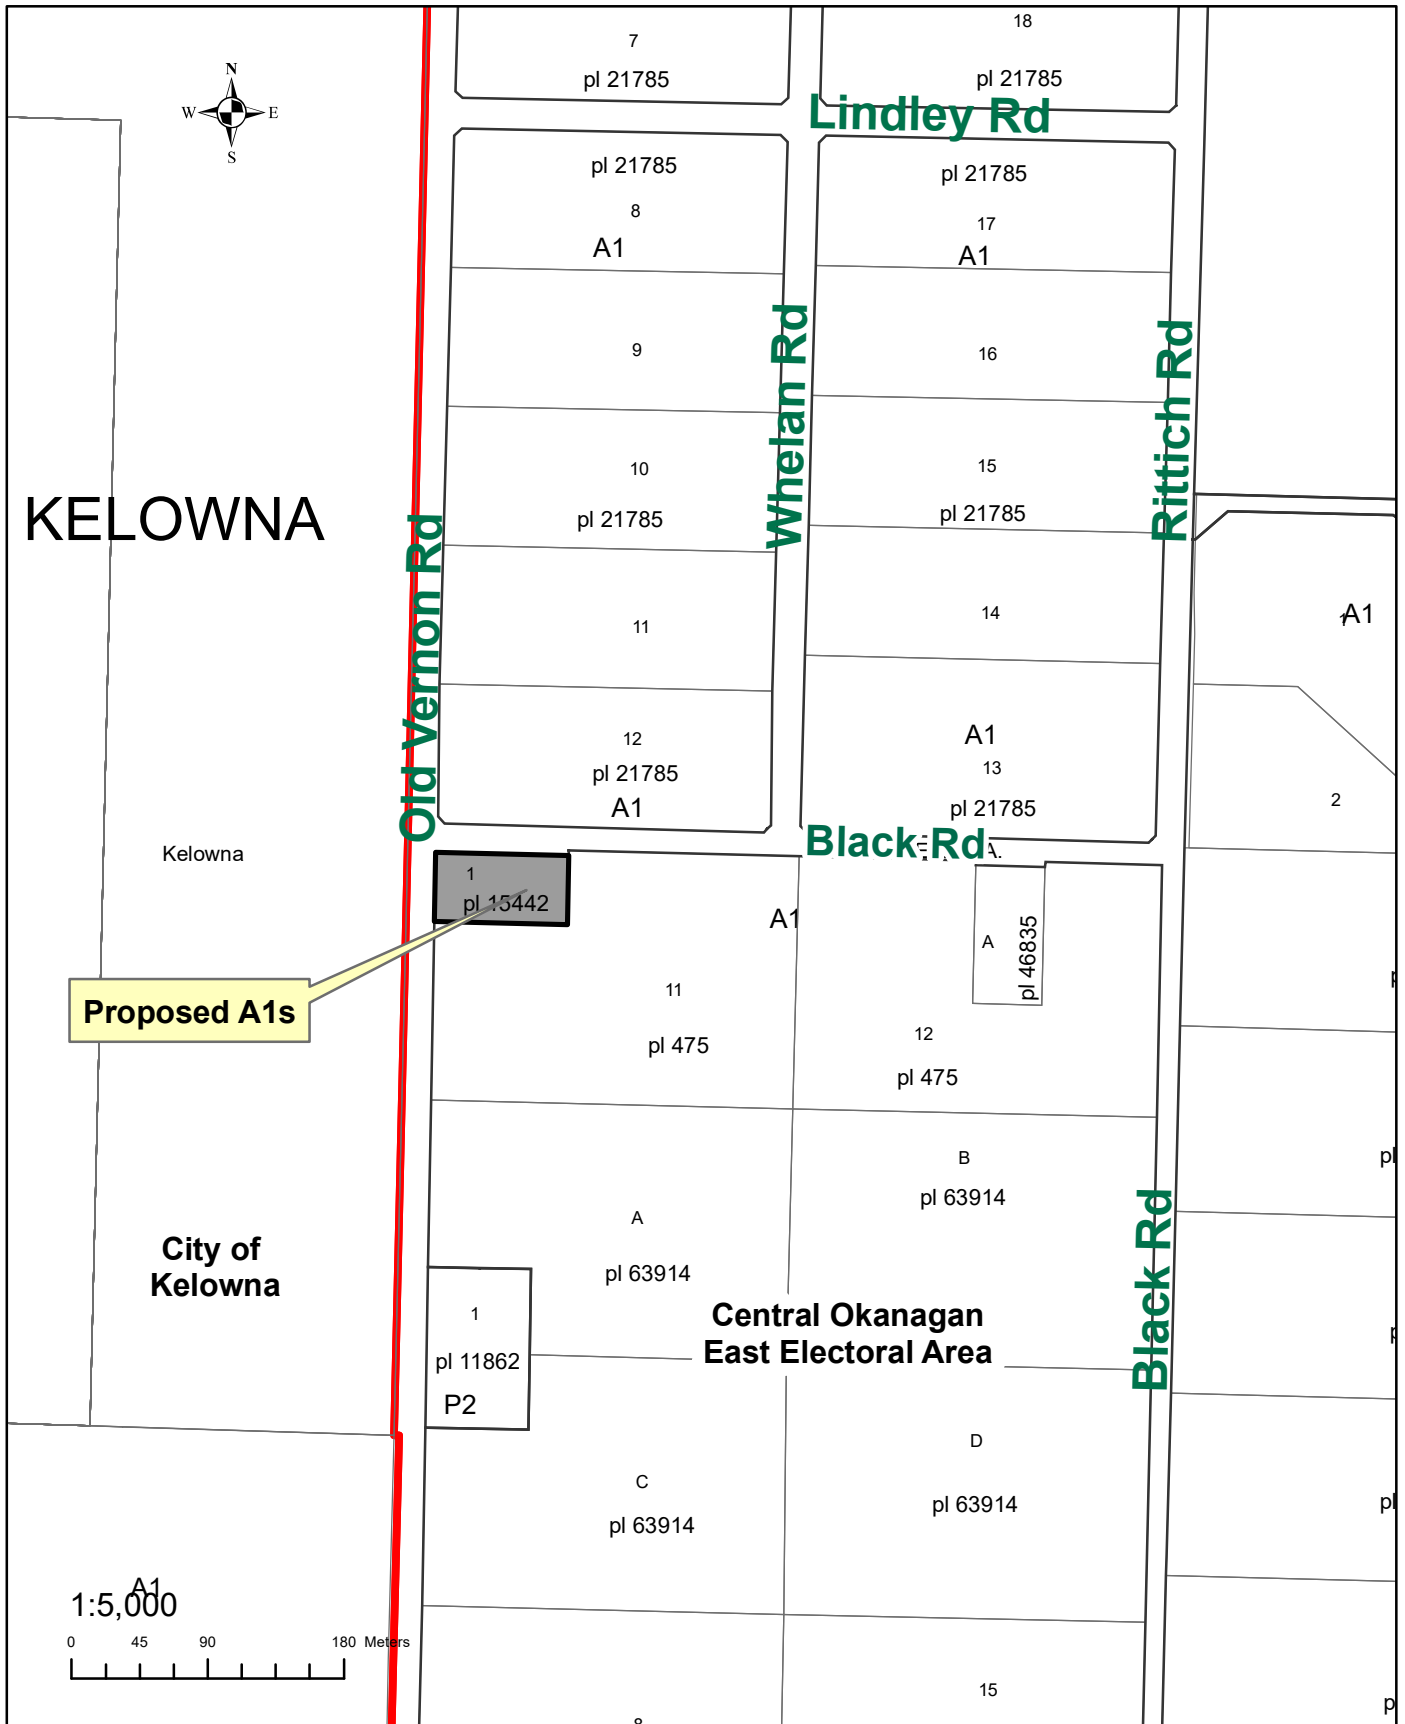 7
pl 21785
18
pl 21785
N
W
E
S
Lindley Rd
pl 21785
8
A1
pl 21785
17
A1
9
16
Whelan Rd
Rittich Rd
10
pl 21785
15
pl 21785
KELOWNA
Old Vernon Rd
11
14
A1
12
pl 21785
A1
A1
13
pl 21785
2
Black Rd
A.
Kelowna
1
pl 15442
A1
A
pl 46835
Proposed A1s
11
pl 475
12
pl 475
B
pl 63914
A
pl 63914
Black Rd
City of
Kelowna
1
pl 11862
P2
Central Okanagan
East Electoral Area
pl
C
pl 63914
D
pl 63914
pl
A1
1:5,000
0 45 90 180 Meters
15